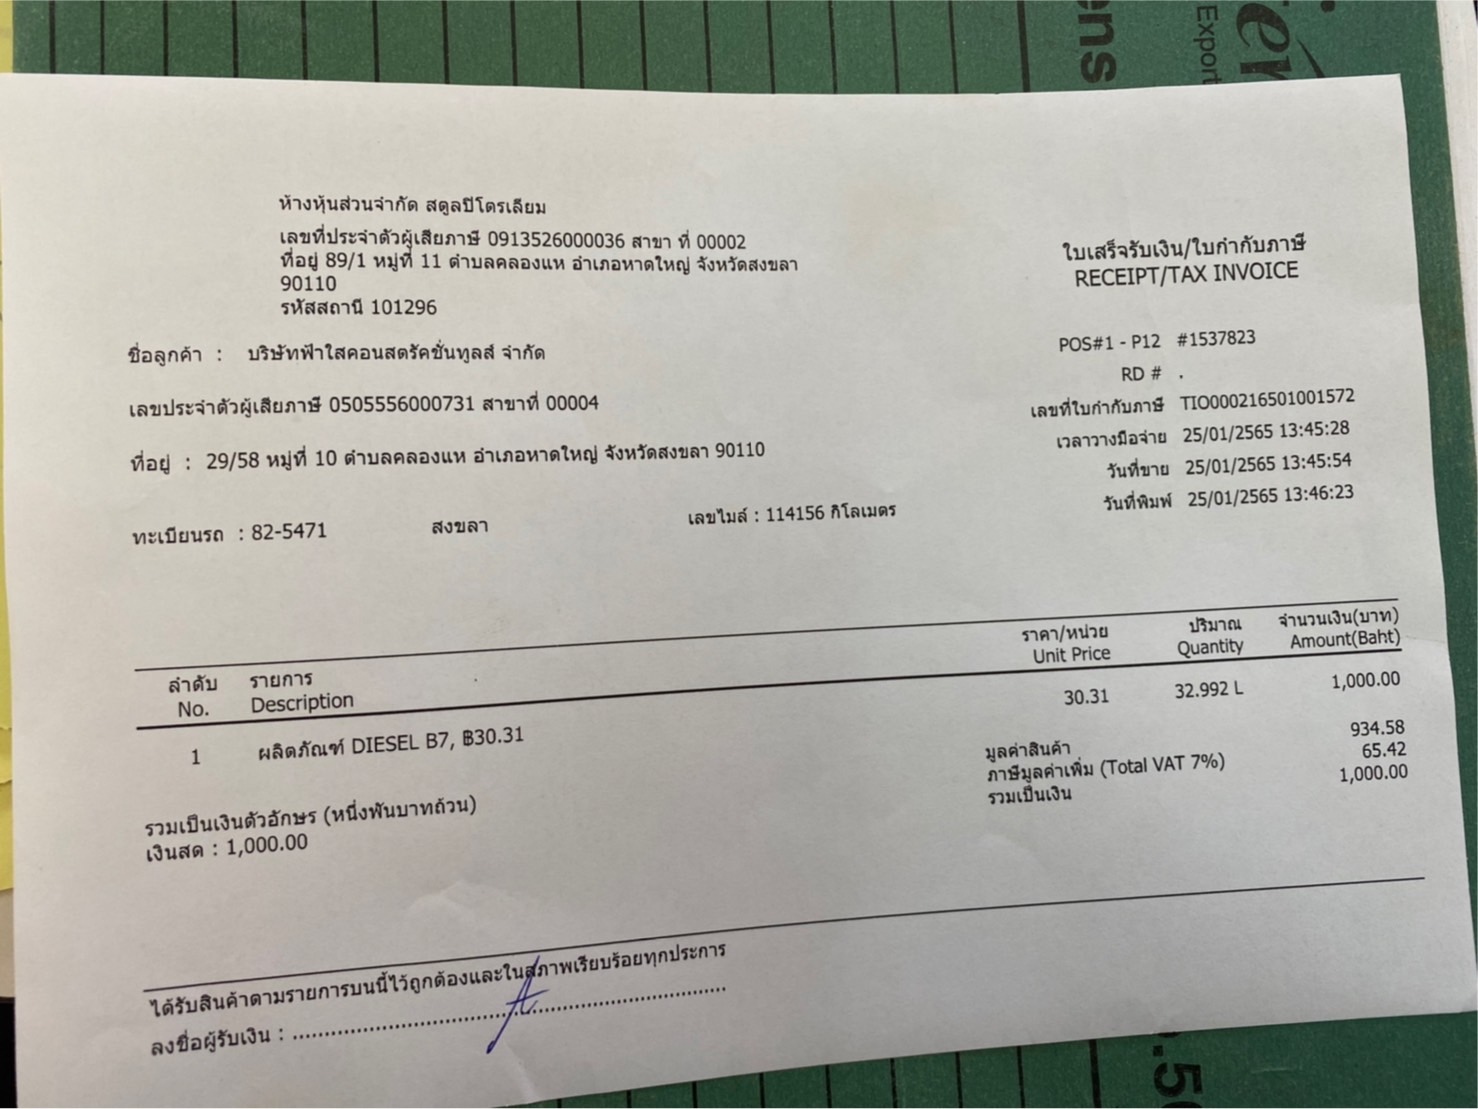 ens
Export
ห้างหุ้นส่วนจำกัด สตูลปิโตรเลียม
เลขที่ประจำตัวผู้เสียภาษี 0913526000036 สาขา ที่ 00002
ที่อยู่ 89/1 หมู่ที่ 11 ตำบลคลองแห อำเภอหาดใหญ่ จังหวัดสงขลา
90110
รหัสสถานี 101296
ใบเสร็จรับเงิน/ใบกำกับภาษี
RECEIPT/TAX INVOICE
ชื่อลูกค้า : บริษัทฟ้าใสคอนสตรัคชั่นทูลส์ จำกัด
เลขประจำตัวผู้เสียภาษี 0505556000731 สาขาที่ 00004
ที่อยู่ : 29/58 หมู่ที่ 10 ตำบลคลองแห อำเภอหาดใหญ่ จังหวัดสงขลา 90110
ทะเบียนรถ : 82-5471 สงขลา เลขไมล์ : 114156 กิโลเมตร
POS#1 - P12 #1537823
RD # .
เลขที่ใบกำกับภาษี TIO000216501001572
เวลาวางมือจ่าย 25/01/2565 13:45:28
วันที่ขาย 25/01/2565 13:45:54
วันที่พิมพ์ 25/01/2565 13:46:23
ลำดับ รายการ ราคา/หน่วย ปริมาณ จำนวนเงิน(บาท)
No. Description Unit Price Quantity Amount(Baht)
1 ผลิตภัณฑ์ DIESEL B7, ฿30.31 30.31 32.992 L 1,000.00
มูลค่าสินค้า 934.58
ภาษีมูลค่าเพิ่ม (Total VAT 7%) 65.42
รวมเป็นเงิน 1,000.00
รวมเป็นเงินตัวอักษร (หนึ่งพันบาทถ้วน)
เงินสด : 1,000.00
ได้รับสินค้าตามรายการบนนี้ไว้ถูกต้องและในสภาพเรียบร้อยทุกประการ
ลงชื่อผู้รับเงิน : ........................................................................